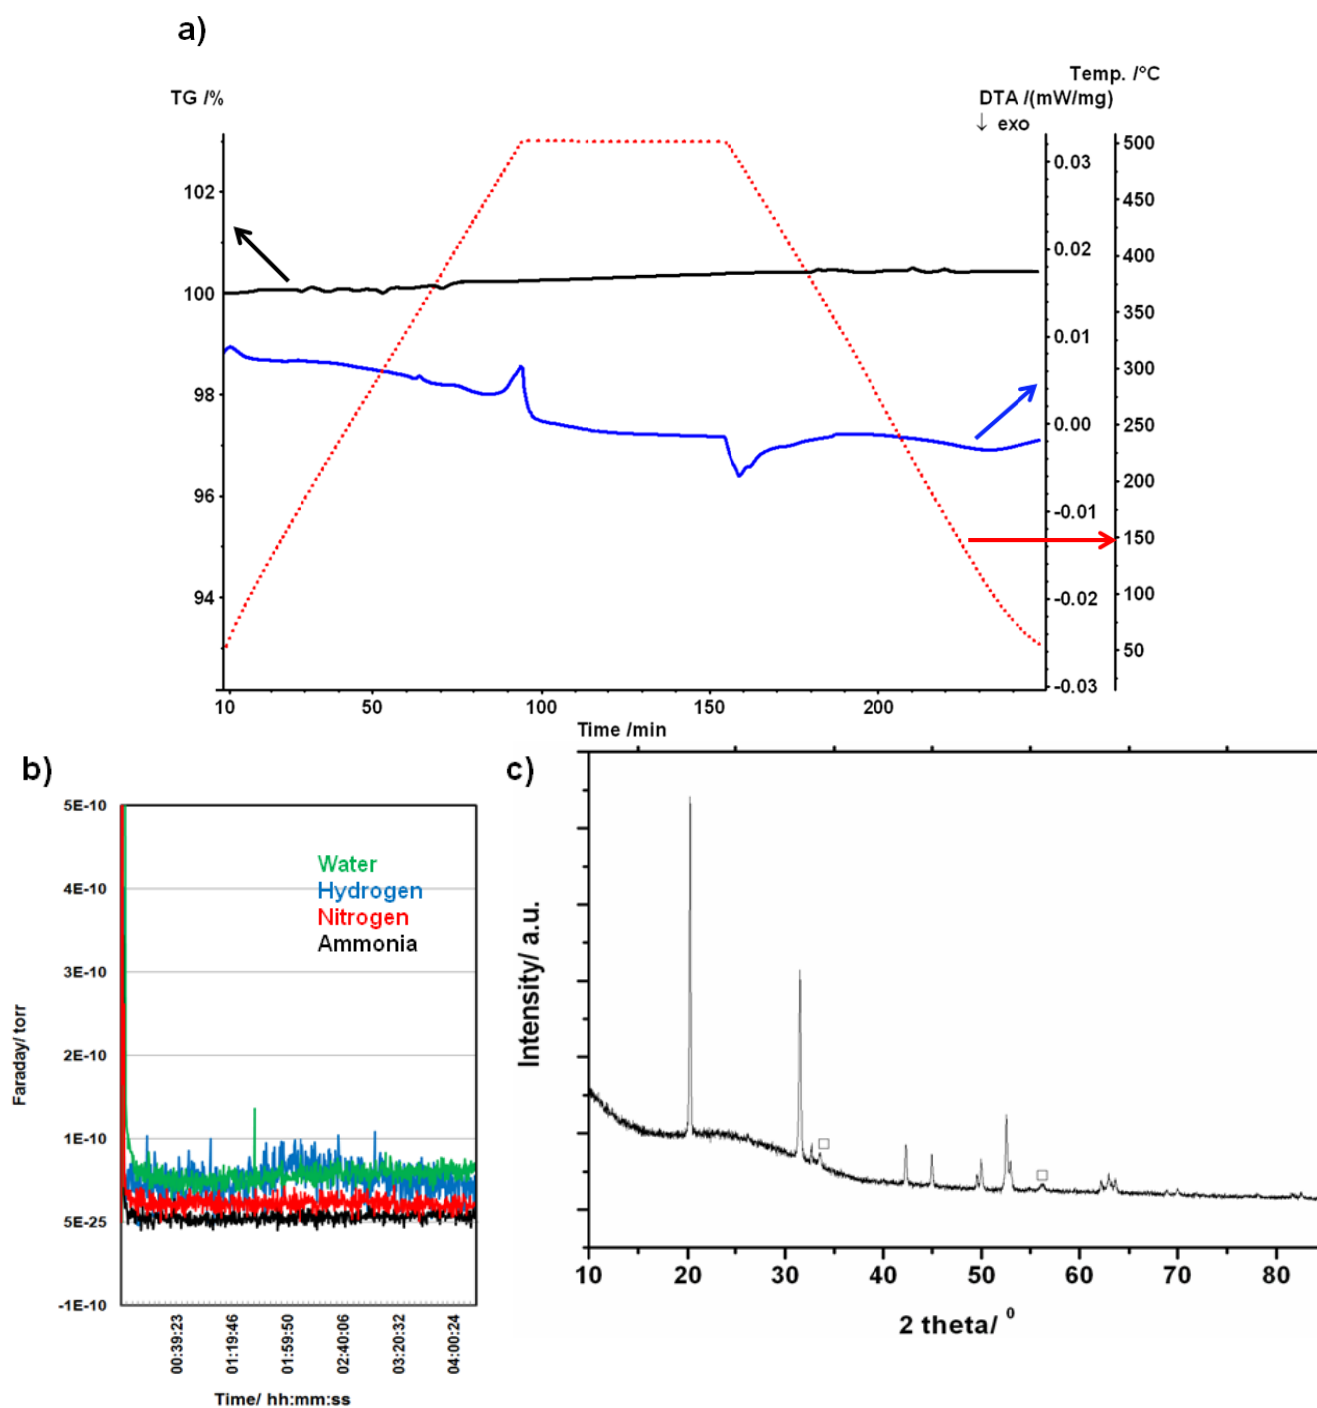 a)
Temp. /°C
TG /%
DTA /(mW/mg)
↓ exo
500
0.03
102
450
0.02
400
100
350
0.01
300
98
0.00
250
200
96
-0.01
150
94
100
-0.02
50
-0.03
10 50 100 150 200
Time /min
b)
c)
5E-10
Water
4E-10
Hydrogen
Nitrogen
Ammonia
3E-10
2E-10
1E-10
5E-25
-1E-10
Faraday/ torr
00:39:23
01:19:46
01:59:50
02:40:06
03:20:32
04:00:24
Time/ hh:mm:ss
Intensity/ a.u.
10 20 30 40 50 60 70 80
2 theta/ °